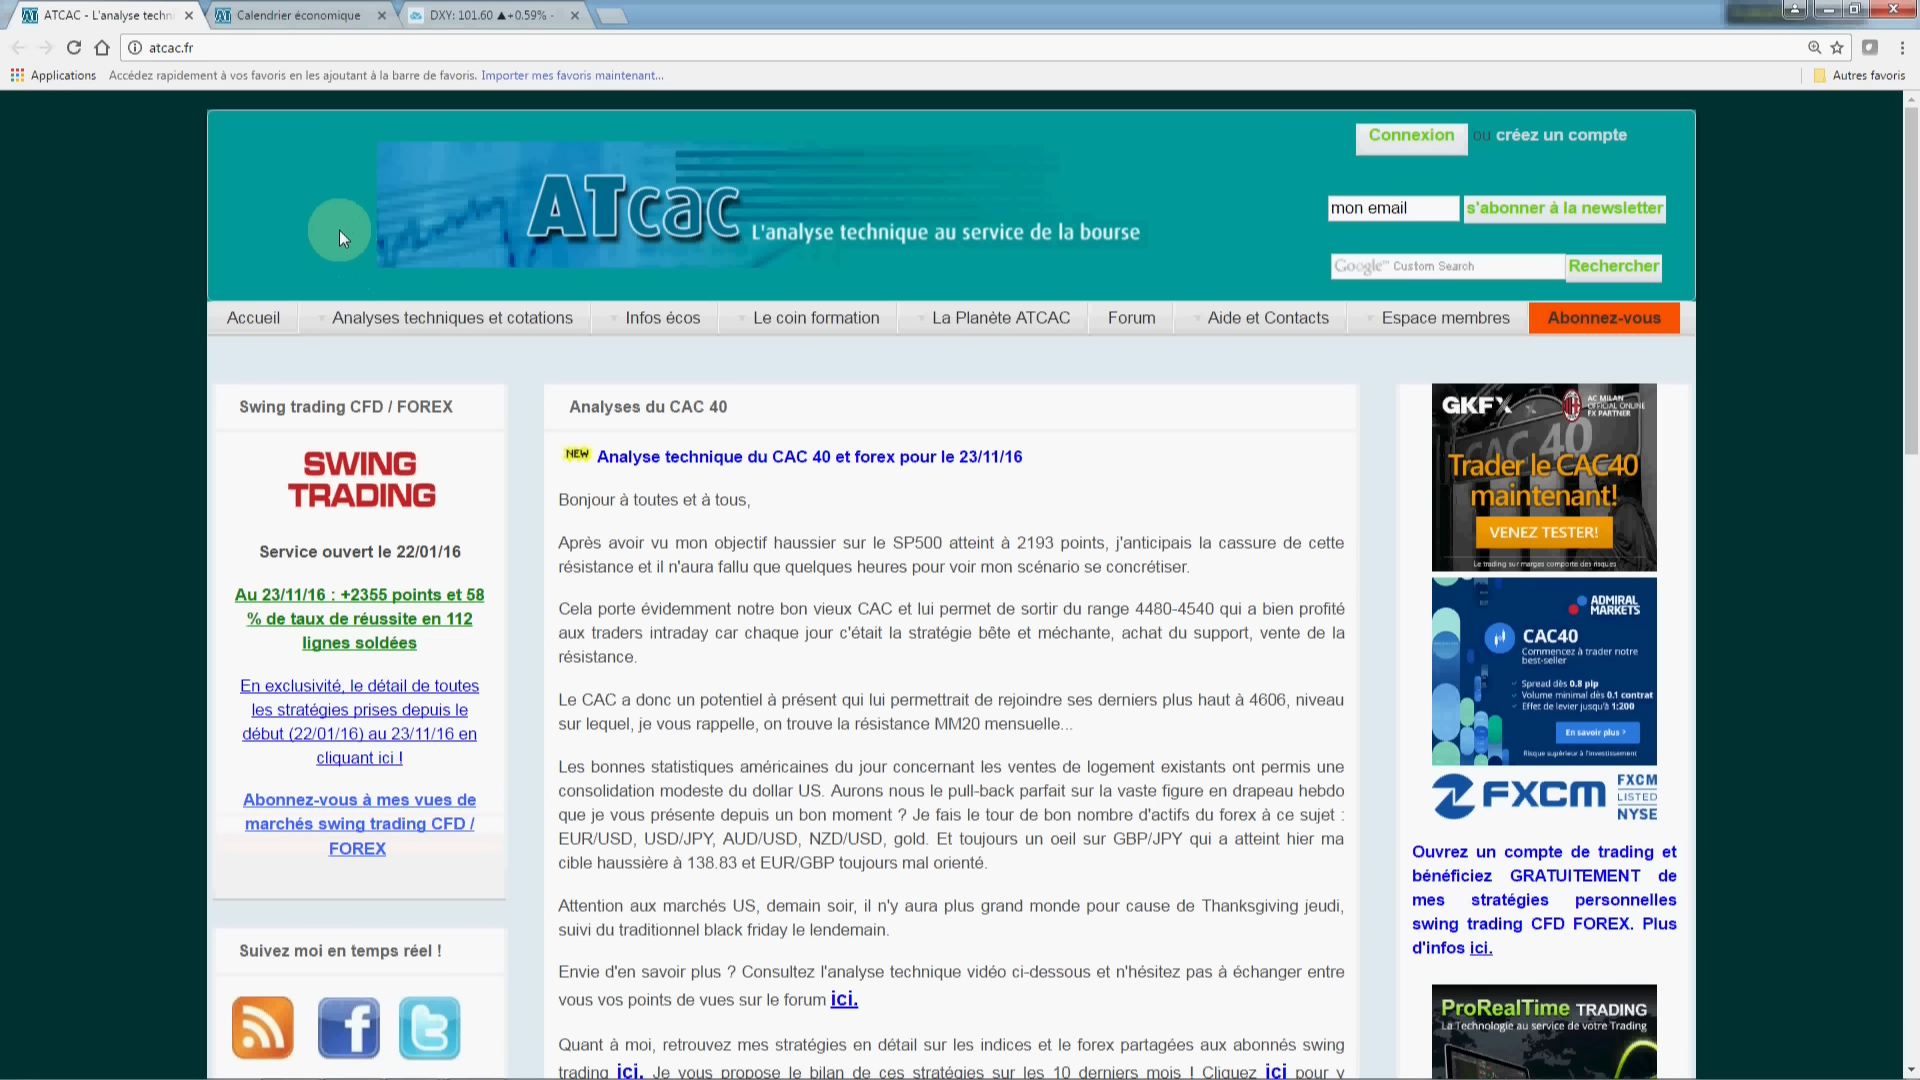 ATCAC - L'analyse techn
Calendrier économique
DXY: 101.60 ▲+0.59% -
atcac.fr
Applications
Accédez rapidement à vos favoris en les ajoutant à la barre de favoris. Importer mes favoris maintenant...
Autres favoris
Connexion ou créez un compte
ATcac
L'analyse technique au service de la bourse
mon email
s'abonner à la newsletter
Google™ Custom Search
Rechercher
Accueil
Analyses techniques et cotations
Infos écos
Le coin formation
La Planète ATCAC
Forum
Aide et Contacts
Espace membres
Abonnez-vous
Swing trading CFD / FOREX
SWING
TRADING
Service ouvert le 22/01/16
Au 23/11/16 : +2355 points et 58
% de taux de réussite en 112
lignes soldées
En exclusivité, le détail de toutes
les stratégies prises depuis le
début (22/01/16) au 23/11/16 en
cliquant ici !
Abonnez-vous à mes vues de
marchés swing trading CFD /
FOREX
Suivez moi en temps réel !
Analyses du CAC 40
NEW Analyse technique du CAC 40 et forex pour le 23/11/16
Bonjour à toutes et à tous,
Après avoir vu mon objectif haussier sur le SP500 atteint à 2193 points, j'anticipais la cassure de cette
résistance et il n'aura fallu que quelques heures pour voir mon scénario se concrétiser.
Cela porte évidemment notre bon vieux CAC et lui permet de sortir du range 4480-4540 qui a bien profité
aux traders intraday car chaque jour c'était la stratégie bête et méchante, achat du support, vente de la
résistance.
Le CAC a donc un potentiel à présent qui lui permettrait de rejoindre ses derniers plus haut à 4606, niveau
sur lequel, je vous rappelle, on trouve la résistance MM20 mensuelle...
Les bonnes statistiques américaines du jour concernant les ventes de logement existants ont permis une
consolidation modeste du dollar US. Aurons nous le pull-back parfait sur la vaste figure en drapeau hebdo
que je vous présente depuis un bon moment ? Je fais le tour de bon nombre d'actifs du forex à ce sujet :
EUR/USD, USD/JPY, AUD/USD, NZD/USD, gold. Et toujours un oeil sur GBP/JPY qui a atteint hier ma
cible haussière à 138.83 et EUR/GBP toujours mal orienté.
Attention aux marchés US, demain soir, il n'y aura plus grand monde pour cause de Thanksgiving jeudi,
suivi du traditionnel black friday le lendemain.
Envie d'en savoir plus ? Consultez l'analyse technique vidéo ci-dessous et n'hésitez pas à échanger entre
vous vos points de vues sur le forum ici.
Quant à moi, retrouvez mes stratégies en détail sur les indices et le forex partagées aux abonnés swing
trading ici. Je vous propose le bilan de ces stratégies sur les 10 derniers mois ! Cliquez ici pour y
GKFX
AC MILAN
OFFICIAL ONLINE
FX PARTNER
CAC 40
Trader le CAC40
maintenant!
VENEZ TESTER!
Le trading sur marges comporte des risques
ADMIRAL
MARKETS
CAC40
Commencez à trader notre
best-seller
Spread dès 0.8 pip
Volume minimal dès 0.1 contrat
Effet de levier jusqu'à 1:200
En savoir plus >
Risque supérieur à l'investissement
FXCM
FXCM
LISTED
NYSE
Ouvrez un compte de trading et
bénéficiez GRATUITEMENT de
mes stratégies personnelles
swing trading CFD FOREX. Plus
d'infos ici.
ProRealTime TRADING
La Technologie au service de votre Trading